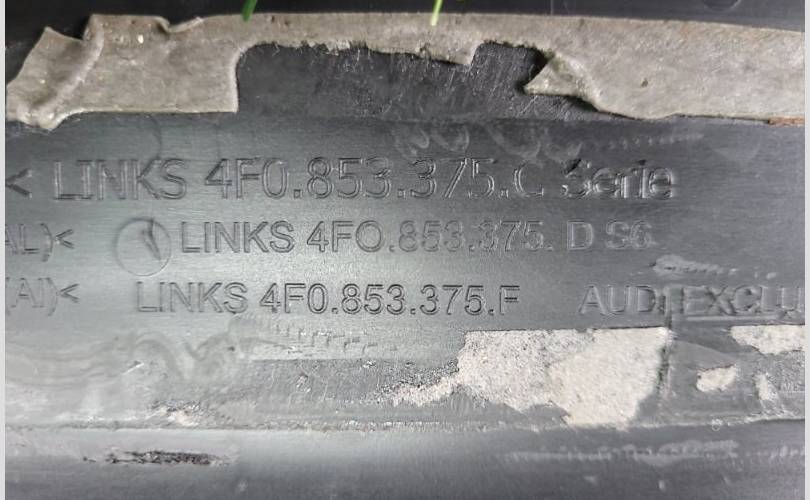 < LINKS 4F0.853.375.C Serie
AL)< LINKS 4FO.853.375. D S6
(AI)< LINKS 4F0.853.375.F AUDI EXCLU